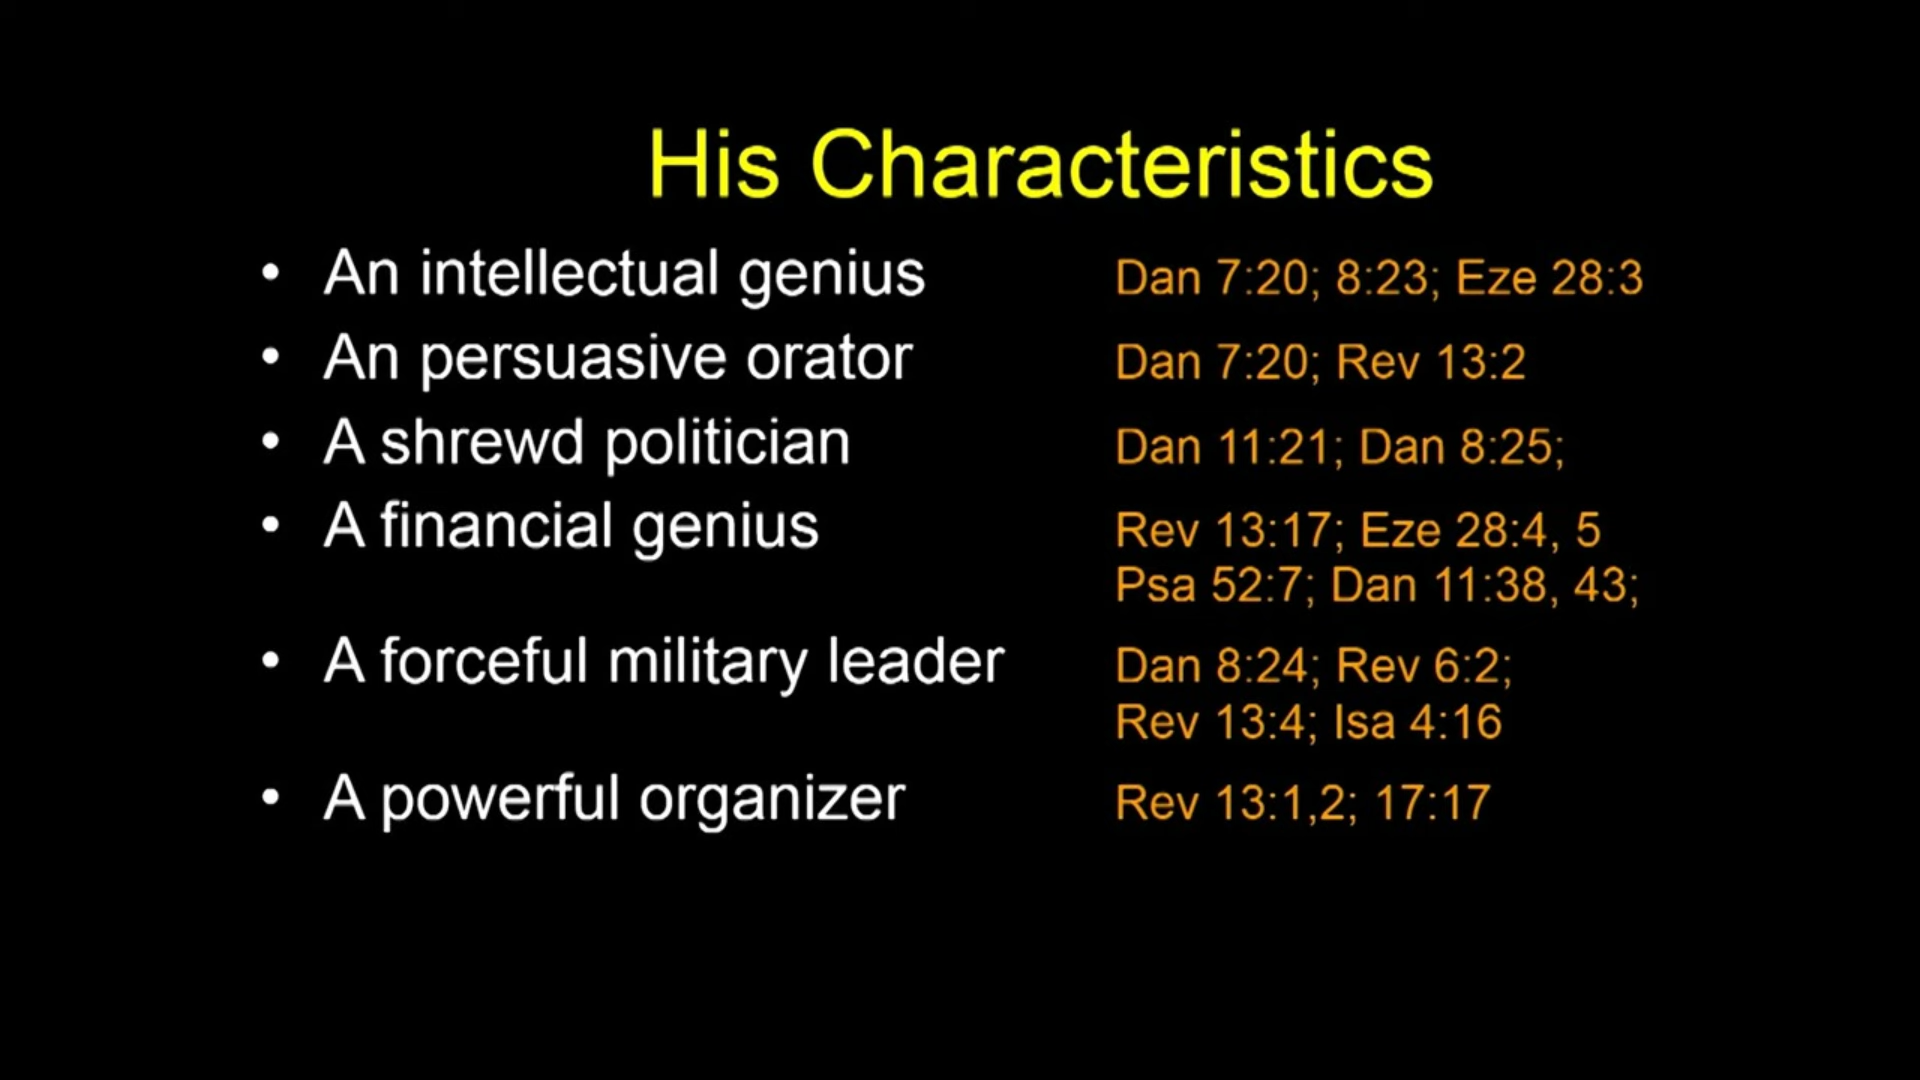 His Characteristics
• An intellectual genius Dan 7:20; 8:23; Eze 28:3
• An persuasive orator Dan 7:20; Rev 13:2
• A shrewd politician Dan 11:21; Dan 8:25;
• A financial genius Rev 13:17; Eze 28:4, 5
Psa 52:7; Dan 11:38, 43;
• A forceful military leader Dan 8:24; Rev 6:2;
Rev 13:4; Isa 4:16
• A powerful organizer Rev 13:1,2; 17:17